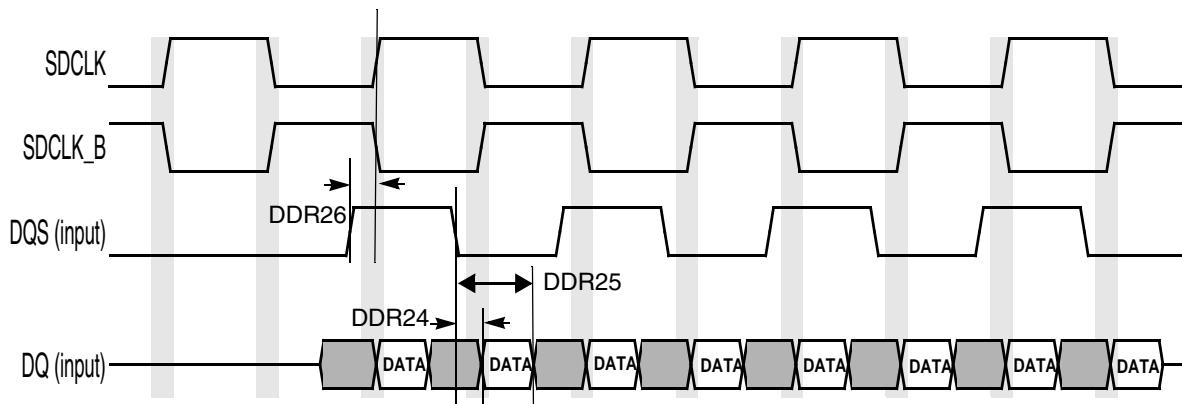 SDCLK
SDCLK_B
DDR26
DQS (input)
DDR25
DDR24
DQ (input)
DATA DATA DATA DATA DATA DATA DATA DATA